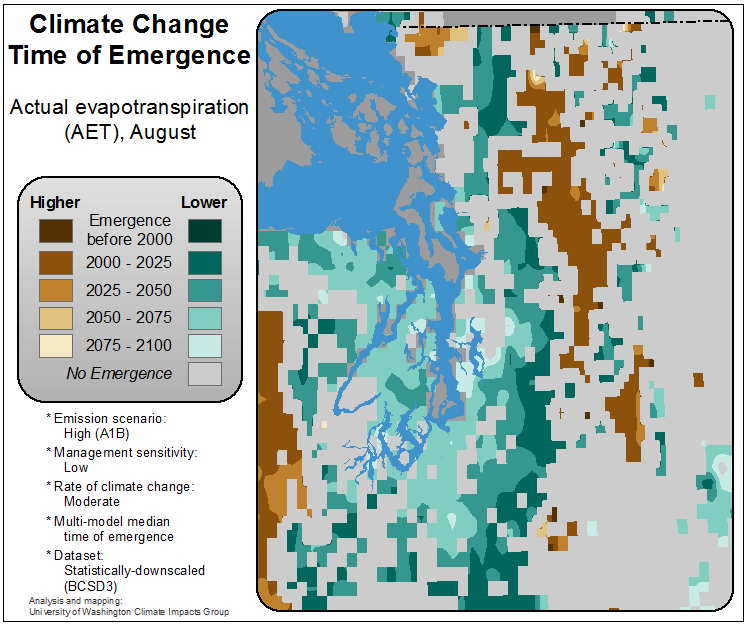 Climate Change
Time of Emergence
Actual evapotranspiration
(AET), August
Higher Lower
Emergence
before 2000
2000 - 2025
2025 - 2050
2050 - 2075
2075 - 2100
No Emergence
* Emission scenario:
High (A1B)
* Management sensitivity:
Low
* Rate of climate change:
Moderate
* Multi-model median
time of emergence
* Dataset:
Statistically-downscaled
(BCSD3)
Analysis and mapping:
University of Washington Climate Impacts Group